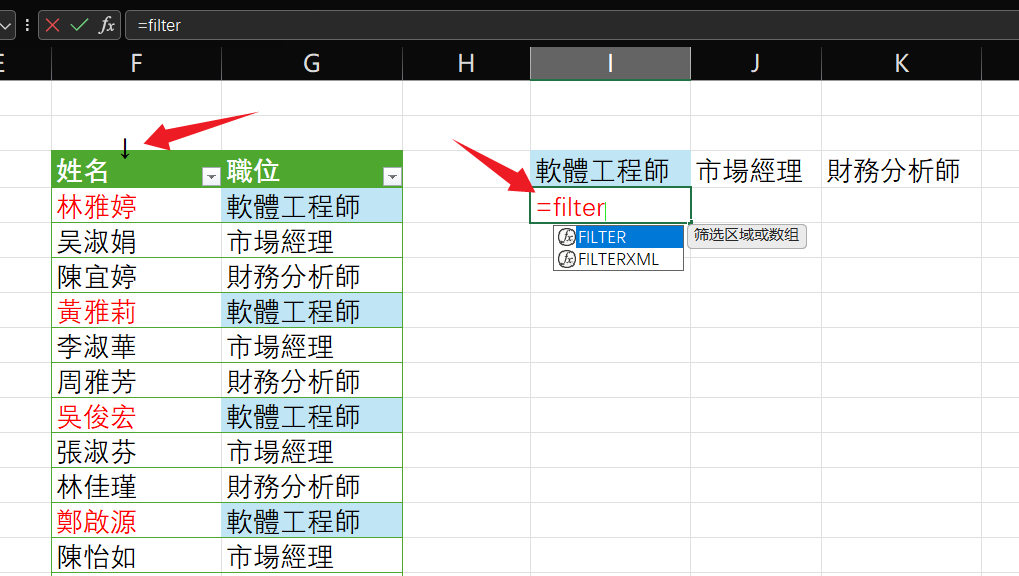 =filter
E F G H I J K
姓名 職位 軟體工程師 市場經理 財務分析師
林雅婷 軟體工程師 =filter
吴淑娟 市場經理 FILTER 筛选区域或数组
FILTERXML
陳宜婷 財務分析師
黃雅莉 軟體工程師
李淑華 市場經理
周雅芳 財務分析師
吳俊宏 軟體工程師
張淑芬 市場經理
林佳瑾 財務分析師
鄭啟源 軟體工程師
陳怡如 市場經理